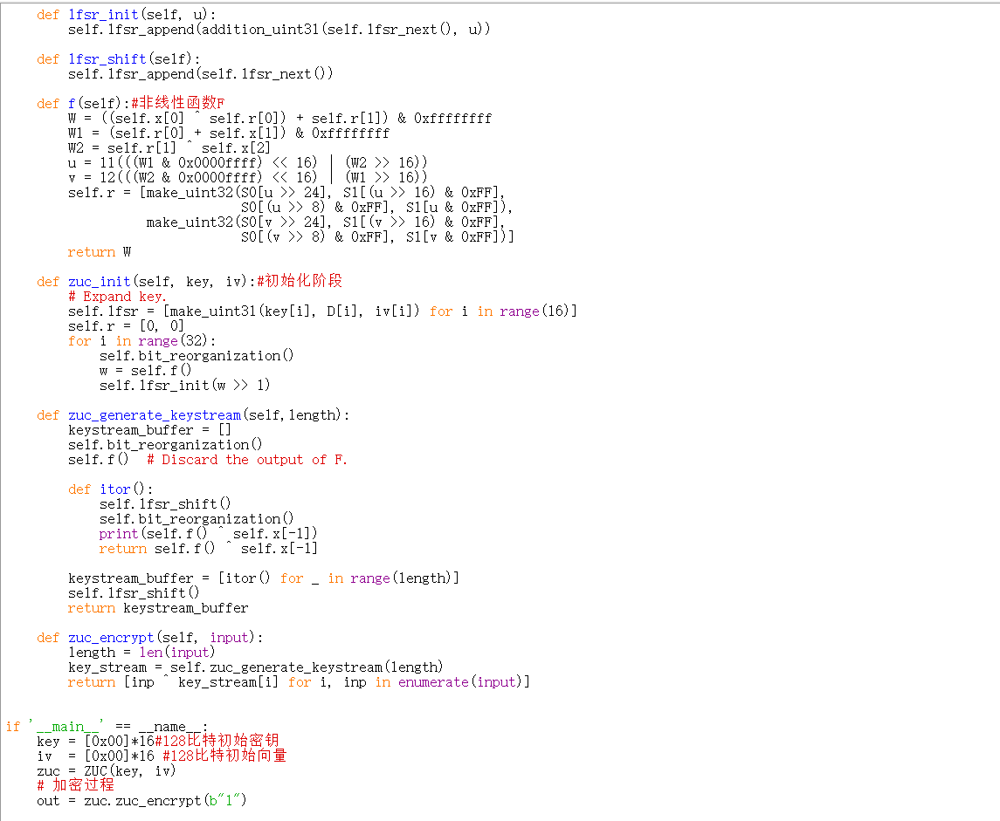 def lfsr_init(self, u):
self.lfsr_append(addition_uint31(self.lfsr_next(), u))
def lfsr_shift(self):
self.lfsr_append(self.lfsr_next())
def f(self):#非线性函数F
W = ((self.x[0] ^ self.r[0]) + self.r[1]) & 0xffffffff
W1 = (self.r[0] + self.x[1]) & 0xffffffff
W2 = self.r[1] ^ self.x[2]
u = l1(((W1 & 0x0000ffff) << 16) | (W2 >> 16))
v = l2(((W2 & 0x0000ffff) << 16) | (W1 >> 16))
self.r = [make_uint32(S0[u >> 24], S1[(u >> 16) & 0xFF],
S0[(u >> 8) & 0xFF], S1[u & 0xFF]),
make_uint32(S0[v >> 24], S1[(v >> 16) & 0xFF],
S0[(v >> 8) & 0xFF], S1[v & 0xFF])]
return W
def zuc_init(self, key, iv):#初始化阶段
# Expand key.
self.lfsr = [make_uint31(key[i], D[i], iv[i]) for i in range(16)]
self.r = [0, 0]
for i in range(32):
self.bit_reorganization()
w = self.f()
self.lfsr_init(w >> 1)
def zuc_generate_keystream(self,length):
keystream_buffer = []
self.bit_reorganization()
self.f()  # Discard the output of F.
def itor():
self.lfsr_shift()
self.bit_reorganization()
print(self.f() ^ self.x[-1])
return self.f() ^ self.x[-1]
keystream_buffer = [itor() for _ in range(length)]
self.lfsr_shift()
return keystream_buffer
def zuc_encrypt(self, input):
length = len(input)
key_stream = self.zuc_generate_keystream(length)
return [inp ^ key_stream[i] for i, inp in enumerate(input)]
if '__main__' == __name__:
key = [0x00]*16#128比特初始密钥
iv  = [0x00]*16 #128比特初始向量
zuc = ZUC(key, iv)
# 加密过程
out = zuc.zuc_encrypt(b"1")